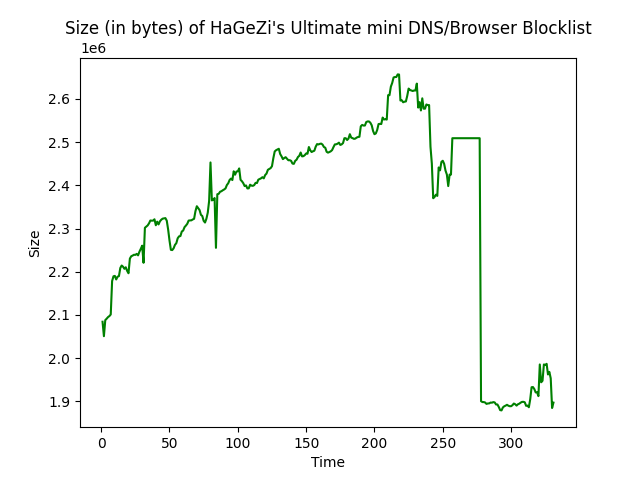 Size (in bytes) of HaGeZi's Ultimate mini DNS/Browser Blocklist
1e6
2.6
2.5
2.4
2.3
2.2
2.1
2.0
1.9
Size
0 50 100 150 200 250 300
Time